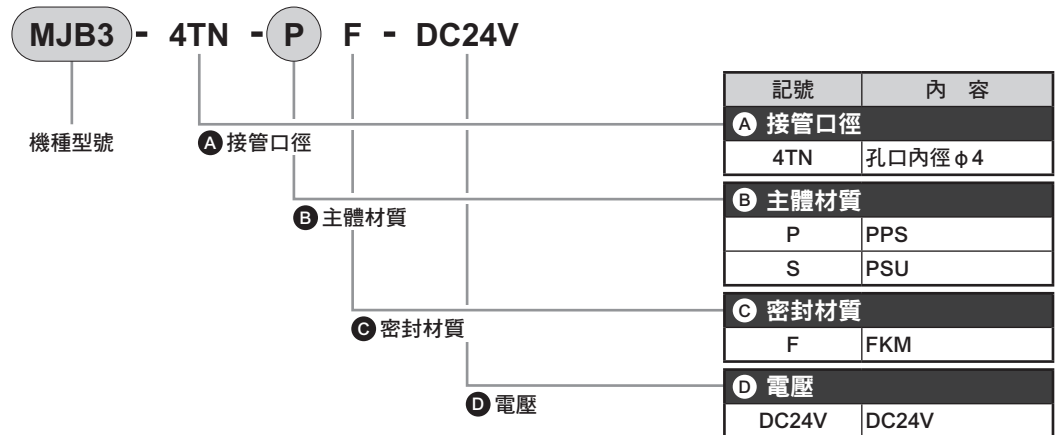 MJB3 - 4TN - P F - DC24V
機種型號
A 接管口徑
B 主體材質
C 密封材質
D 電壓
記號 內 容
A 接管口徑
4TN 孔口內徑φ4
B 主體材質
P PPS
S PSU
C 密封材質
F FKM
D 電壓
DC24V DC24V